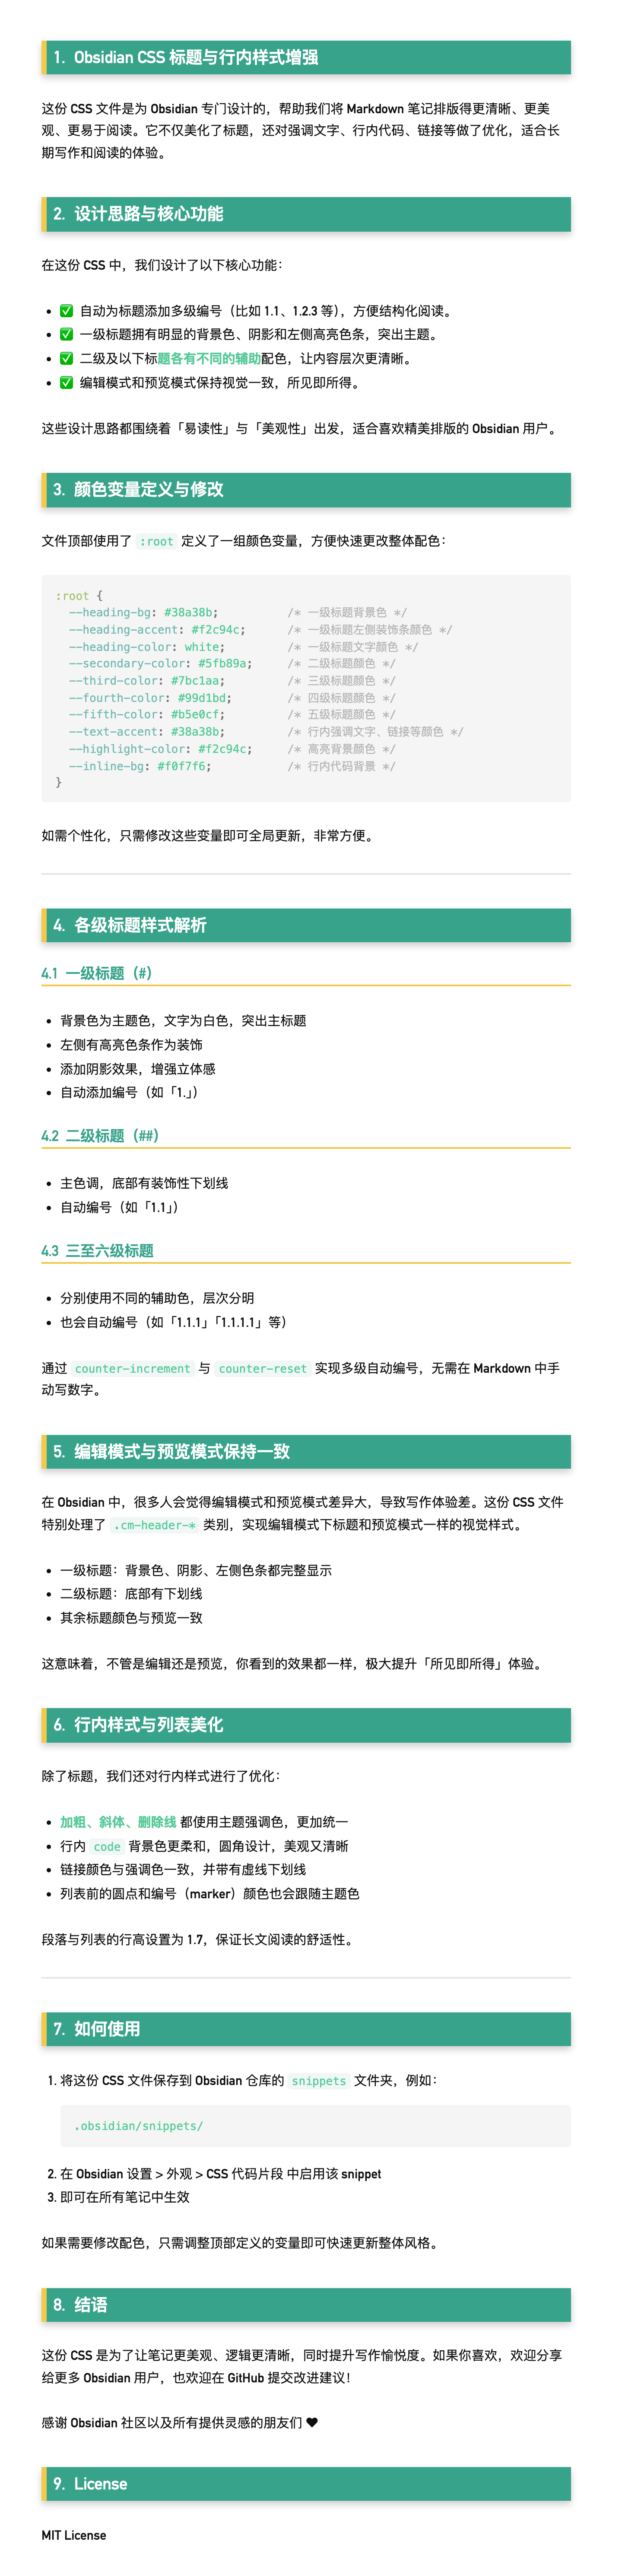 1. Obsidian CSS 标题与行内样式增强
这份 CSS 文件是为 Obsidian 专门设计的，帮助我们将 Markdown 笔记排版得更清晰、更美
观、更易于阅读。它不仅美化了标题，还对强调文字、行内代码、链接等做了优化，适合长
期写作和阅读的体验。
2. 设计思路与核心功能
在这份 CSS 中，我们设计了以下核心功能：
• ✅ 自动为标题添加多级编号（比如 1.1、1.2.3 等），方便结构化阅读。
• ✅ 一级标题拥有明显的背景色、阴影和左侧高亮色条，突出主题。
• ✅ 二级及以下标题各有不同的辅助配色，让内容层次更清晰。
• ✅ 编辑模式和预览模式保持视觉一致，所见即所得。
这些设计思路都围绕着「易读性」与「美观性」出发，适合喜欢精美排版的 Obsidian 用户。
3. 颜色变量定义与修改
文件顶部使用了 :root 定义了一组颜色变量，方便快速更改整体配色：
:root {
--heading-bg: #38a38b; /* 一级标题背景色 */
--heading-accent: #f2c94c; /* 一级标题左侧装饰条颜色 */
--heading-color: white; /* 一级标题文字颜色 */
--secondary-color: #5fb89a; /* 二级标题颜色 */
--third-color: #7bc1aa; /* 三级标题颜色 */
--fourth-color: #99d1bd; /* 四级标题颜色 */
--fifth-color: #b5e0cf; /* 五级标题颜色 */
--text-accent: #38a38b; /* 行内强调文字、链接等颜色 */
--highlight-color: #f2c94c; /* 高亮背景颜色 */
--inline-bg: #f0f7f6; /* 行内代码背景 */
}
如需个性化，只需修改这些变量即可全局更新，非常方便。
4. 各级标题样式解析
4.1 一级标题（#）
• 背景色为主题色，文字为白色，突出主标题
• 左侧有高亮色条作为装饰
• 添加阴影效果，增强立体感
• 自动添加编号（如「1.」）
4.2 二级标题（##）
• 主色调，底部有装饰性下划线
• 自动编号（如「1.1」）
4.3 三至六级标题
• 分别使用不同的辅助色，层次分明
• 也会自动编号（如「1.1.1」「1.1.1.1」等）
通过 counter-increment 与 counter-reset 实现多级自动编号，无需在 Markdown 中手
动写数字。
5. 编辑模式与预览模式保持一致
在 Obsidian 中，很多人会觉得编辑模式和预览模式差异大，导致写作体验差。这份 CSS 文件
特别处理了 .cm-header-* 类别，实现编辑模式下标题和预览模式一样的视觉样式。
• 一级标题：背景色、阴影、左侧色条都完整显示
• 二级标题：底部有下划线
• 其余标题颜色与预览一致
这意味着，不管是编辑还是预览，你看到的效果都一样，极大提升「所见即所得」体验。
6. 行内样式与列表美化
除了标题，我们还对行内样式进行了优化：
• 加粗、斜体、删除线 都使用主题强调色，更加统一
• 行内 code 背景色更柔和，圆角设计，美观又清晰
• 链接颜色与强调色一致，并带有虚线下划线
• 列表前的圆点和编号（marker）颜色也会跟随主题色
段落与列表的行高设置为 1.7，保证长文阅读的舒适性。
7. 如何使用
1. 将这份 CSS 文件保存到 Obsidian 仓库的 snippets 文件夹，例如：
.obsidian/snippets/
2. 在 Obsidian 设置 > 外观 > CSS 代码片段 中启用该 snippet
3. 即可在所有笔记中生效
如果需要修改配色，只需调整顶部定义的变量即可快速更新整体风格。
8. 结语
这份 CSS 是为了让笔记更美观、逻辑更清晰，同时提升写作愉悦度。如果你喜欢，欢迎分享
给更多 Obsidian 用户，也欢迎在 GitHub 提交改进建议！
感谢 Obsidian 社区以及所有提供灵感的朋友们 ❤
9. License
MIT License